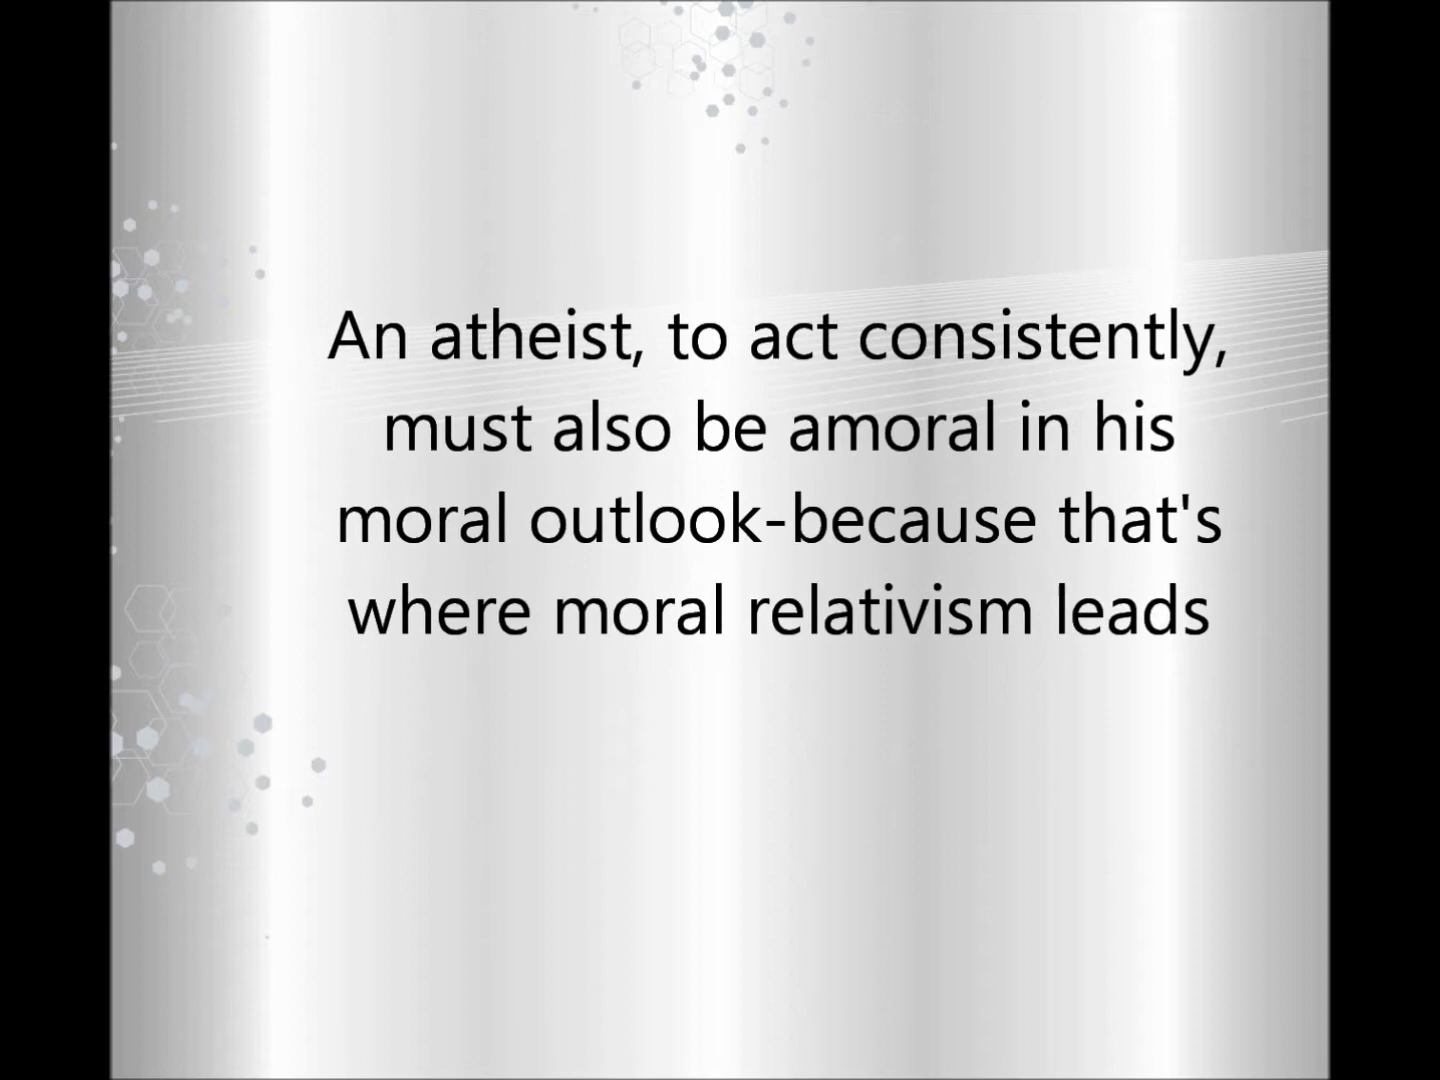 An atheist, to act consistently,
must also be amoral in his
moral outlook-because that's
where moral relativism leads